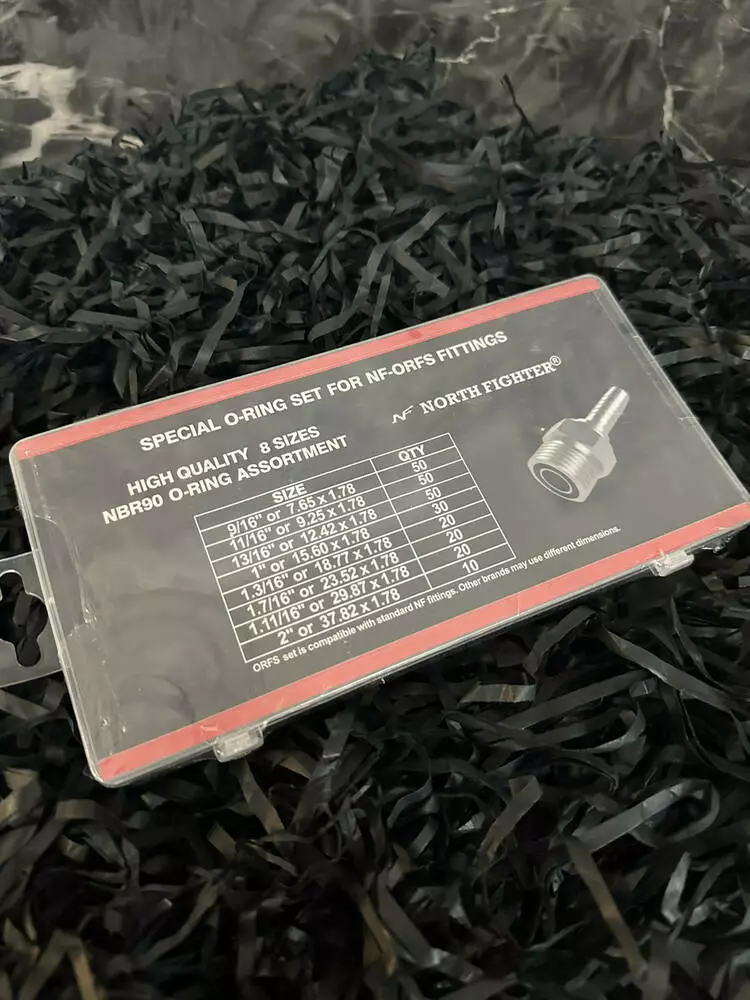 SPECIAL O-RING SET FOR NF-ORFS FITTINGS
HIGH QUALITY 8 SIZES
NBR90 O-RING ASSORTMENT
NF NORTH FIGHTER®
SIZE QTY
9/16" or 7.65 x 1.78 50
11/16" or 9.25 x 1.78 50
13/16" or 12.42 x 1.78 50
1" or 15.60 x 1.78 30
1.3/16" or 18.77 x 1.78 20
1.7/16" or 23.52 x 1.78 20
1.11/16" or 29.87 x 1.78 20
2" or 37.82 x 1.78 10
ORFS set is compatible with standard NF fittings. Other brands may use different dimensions.